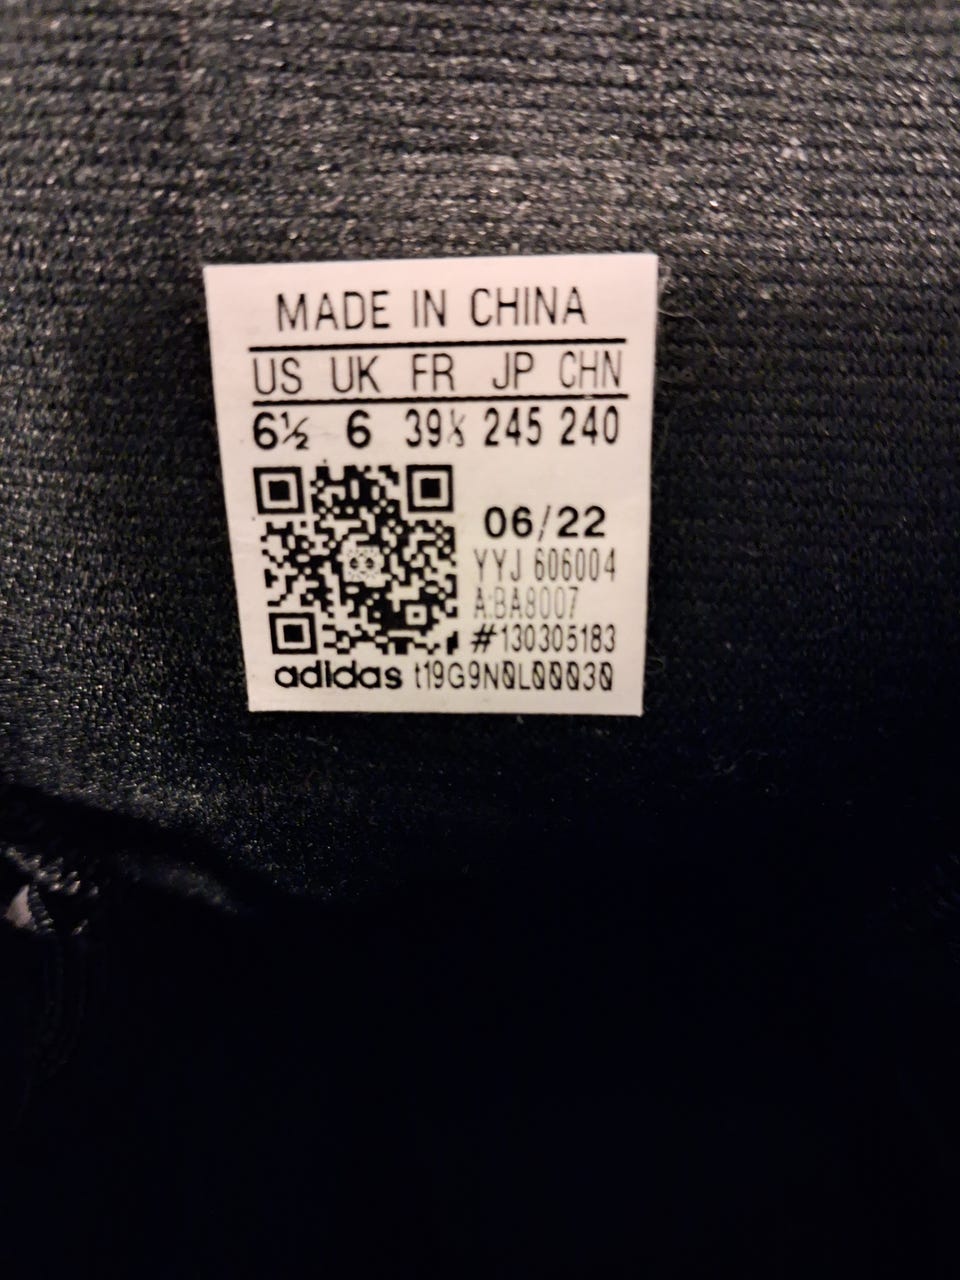 MADE IN CHINA
US UK FR JP CHN
6½ 6 39⅓ 245 240
06/22
YYJ 606004
A:BA8007
#130305183
adidas t19G9N0L00030